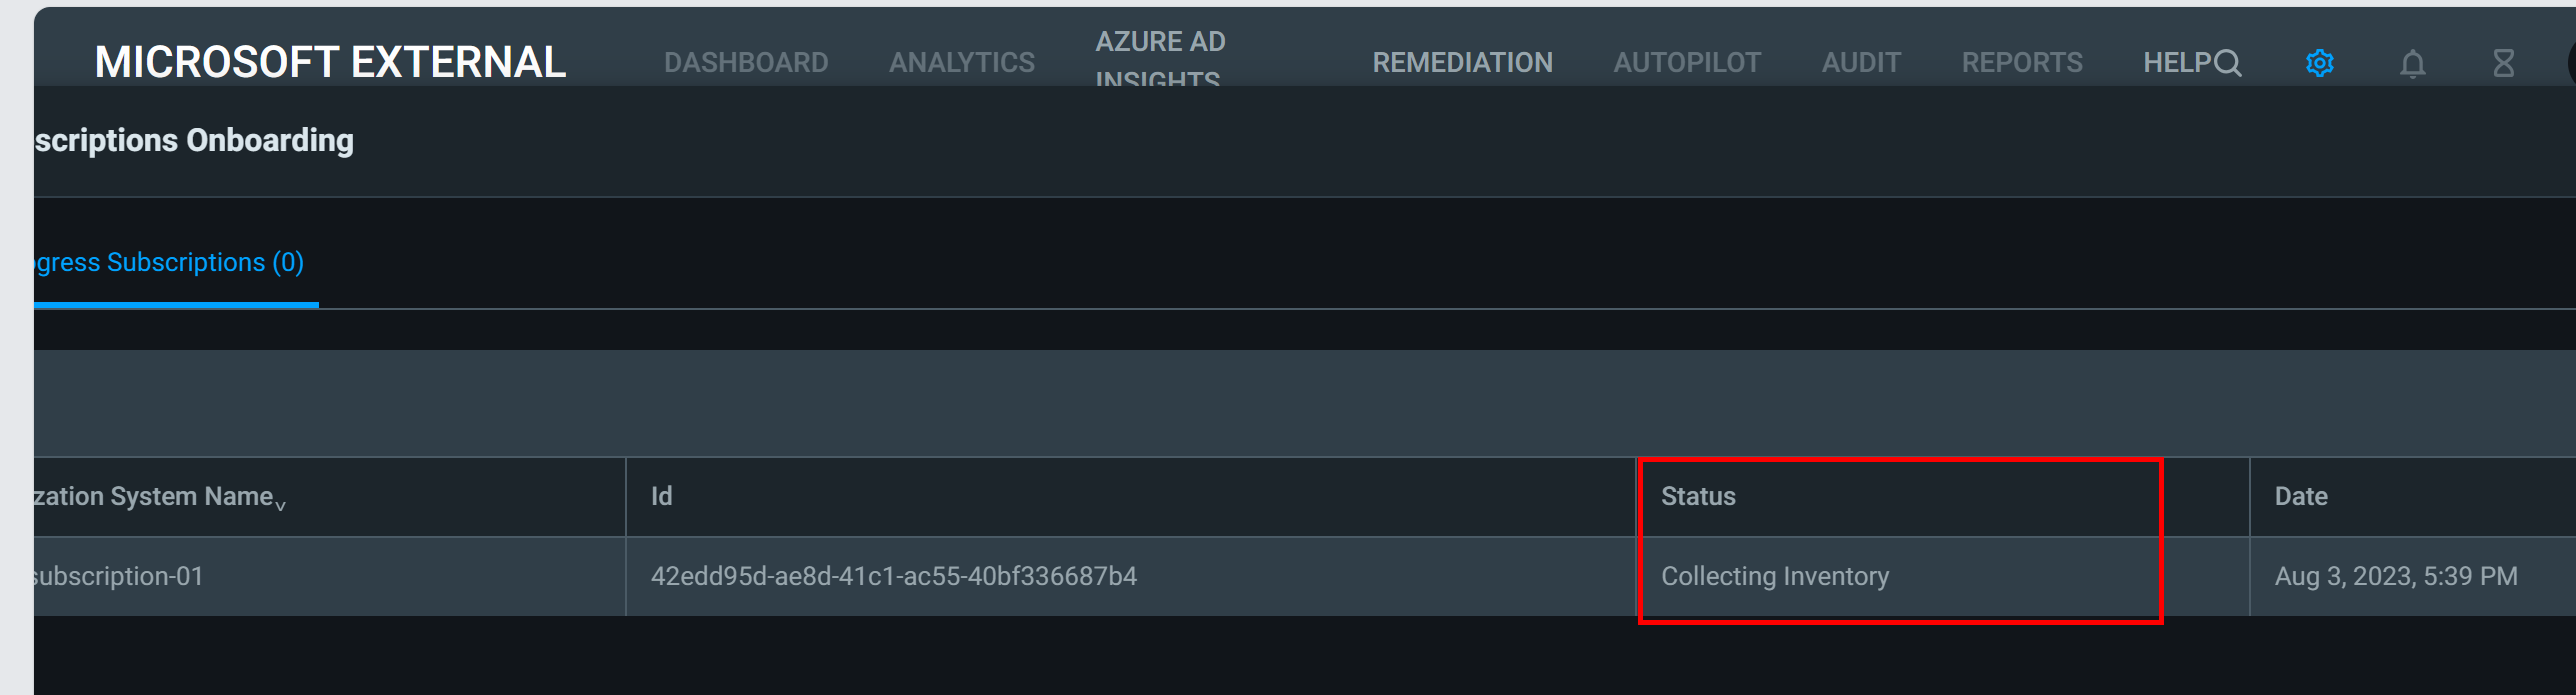 MICROSOFT EXTERNAL DASHBOARD ANALYTICS AZURE AD INSIGHTS REMEDIATION AUTOPILOT AUDIT REPORTS HELP
scriptions Onboarding
gress Subscriptions (0)
zation System Name Id Status Date
subscription-01 42edd95d-ae8d-41c1-ac55-40bf336687b4 Collecting Inventory Aug 3, 2023, 5:39 PM